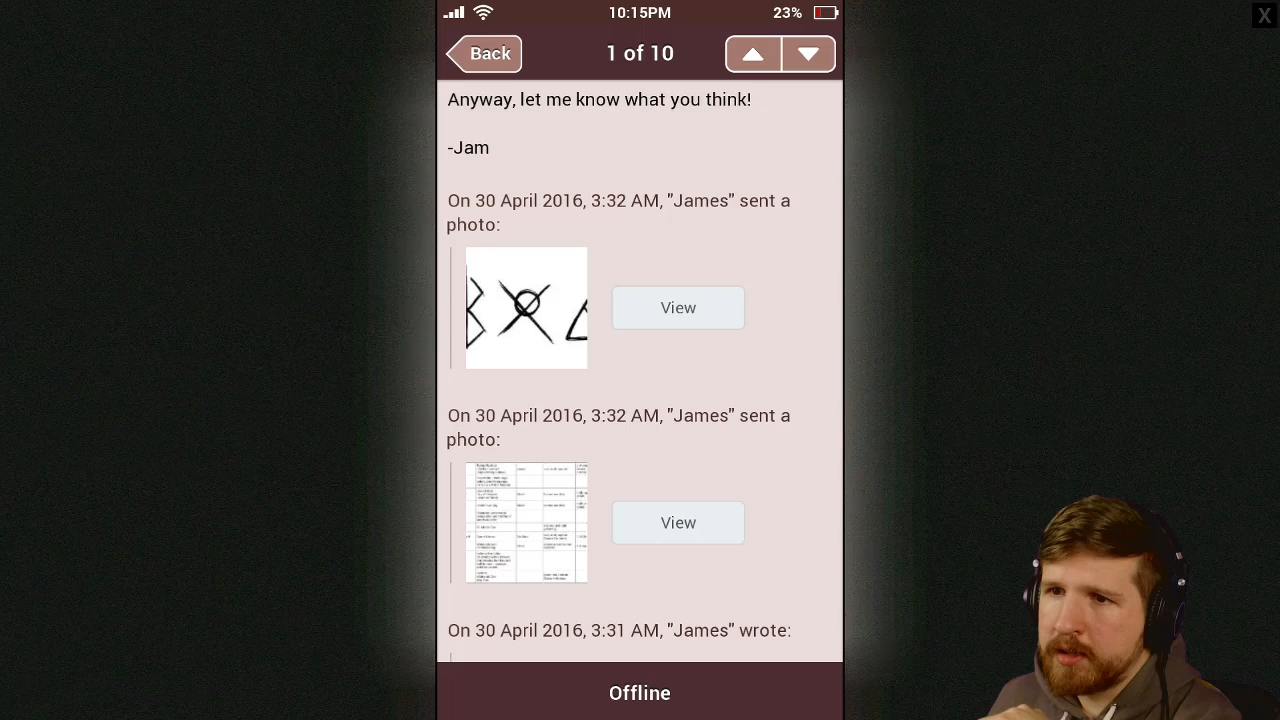 10:15PM
23%
X
Back
1 of 10
Anyway, let me know what you think!
-Jam
On 30 April 2016, 3:32 AM, "James" sent a
photo:
View
On 30 April 2016, 3:32 AM, "James" sent a
photo:
View
On 30 April 2016, 3:31 AM, "James" wrote:
Offline